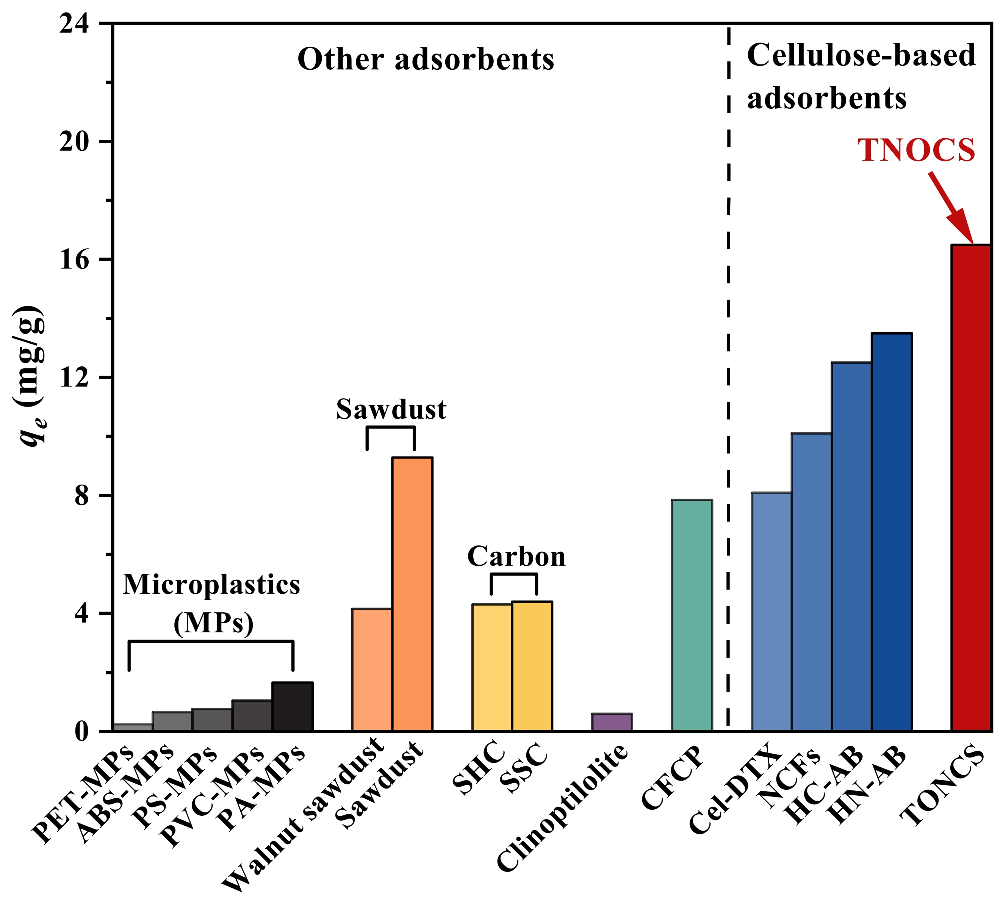 24
20
16
12
8
4
0
qe (mg/g)
Other adsorbents
Cellulose-based
adsorbents
TNOCS
Sawdust
Carbon
Microplastics
(MPs)
PET-MPs
ABS-MPs
PS-MPs
PVC-MPs
PA-MPs
Walnut sawdust
Sawdust
SHC
SSC
Clinoptilolite
CFCP
Cel-DTX
NCFs
HC-AB
HN-AB
TONCS